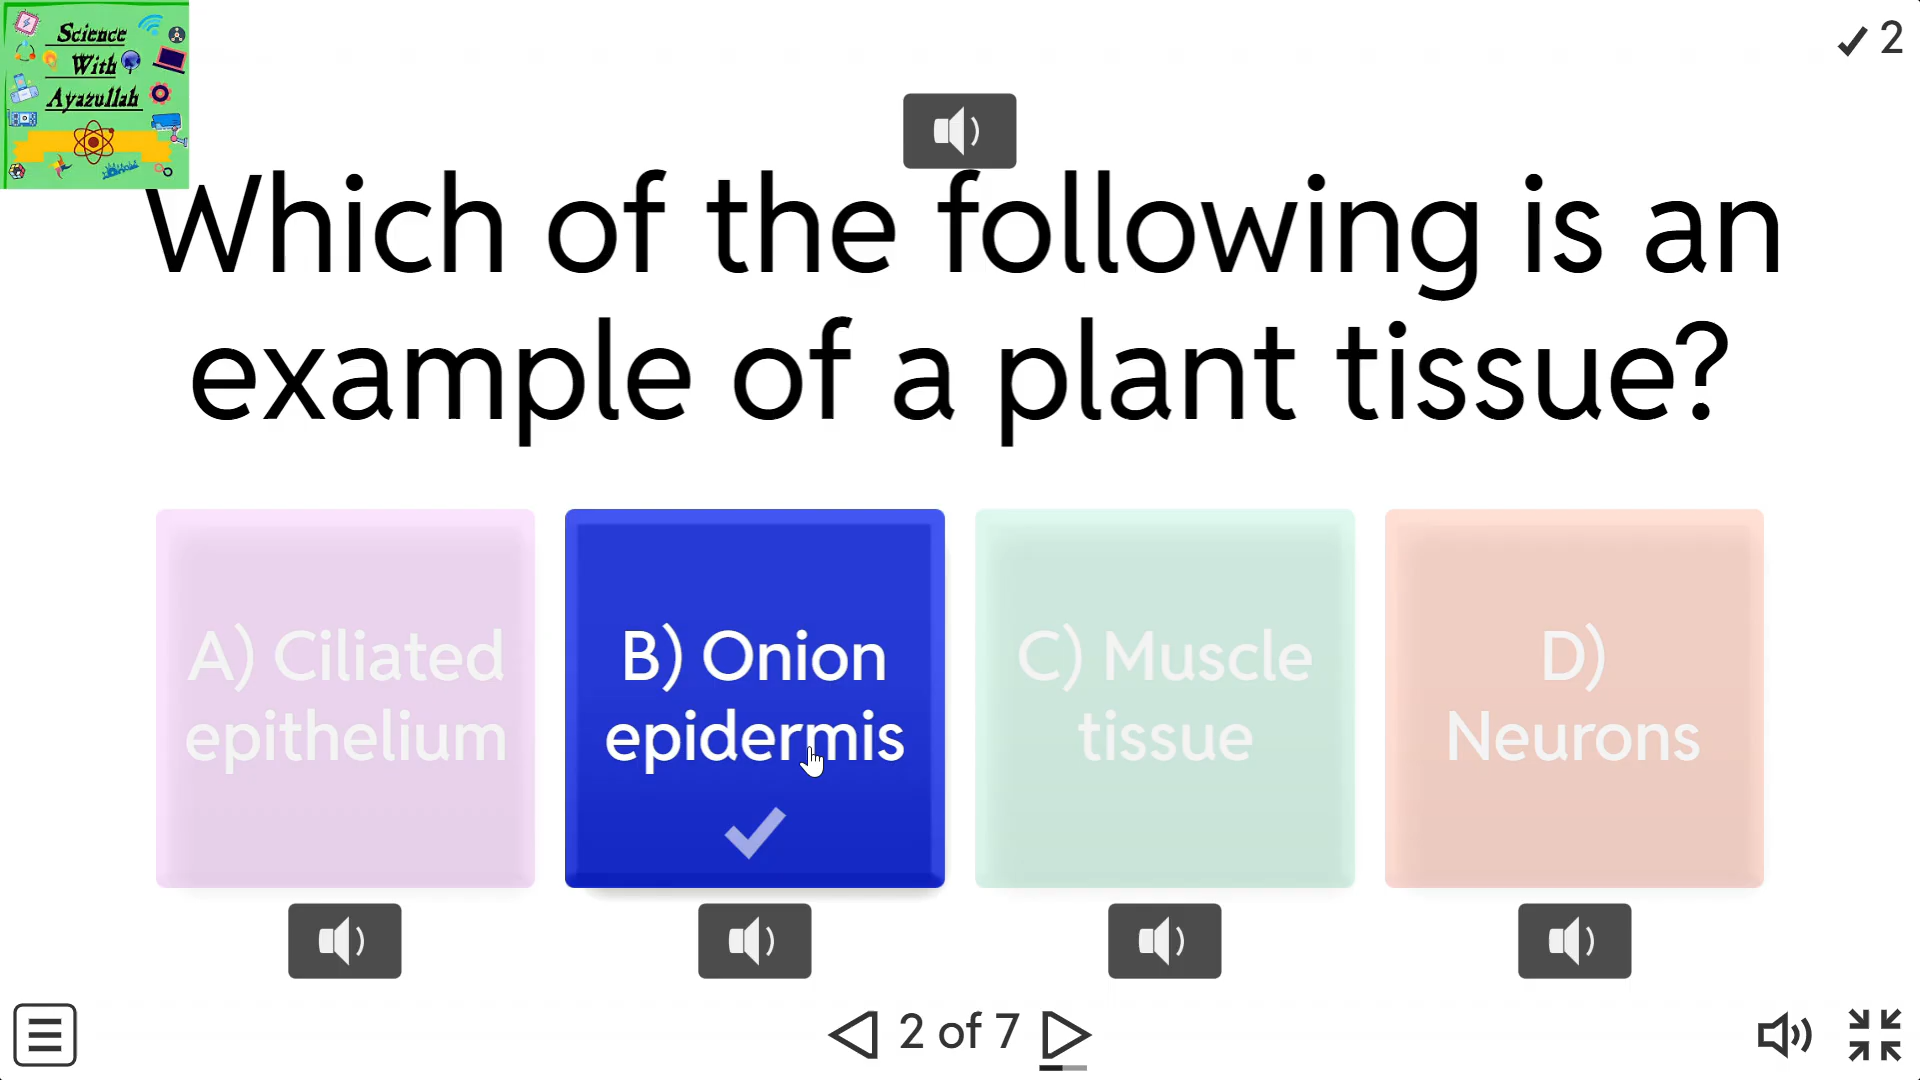 Science
With
Ayazullah
✓ 2
Which of the following is an
example of a plant tissue?
A) Ciliated
epithelium
B) Onion
epidermis
C) Muscle
tissue
D)
Neurons
2 of 7